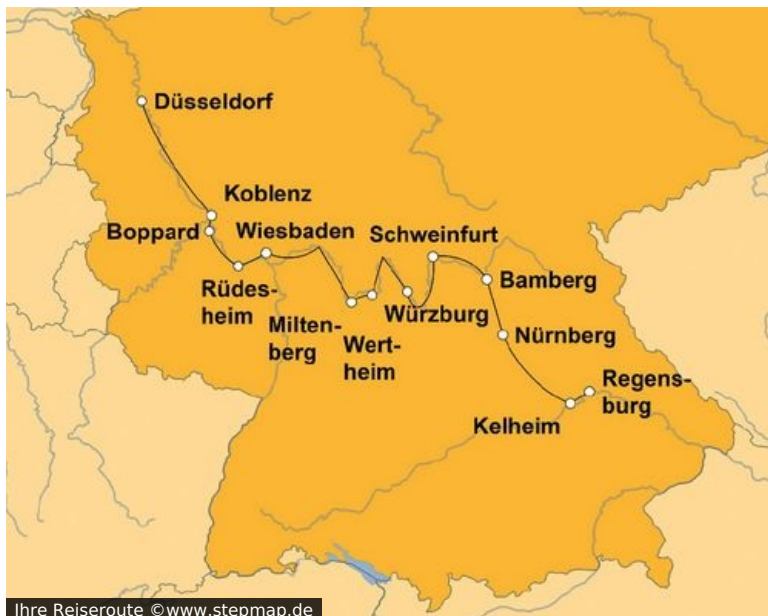 Düsseldorf
Koblenz
Boppard
Wiesbaden
Schweinfurt
Bamberg
Rüdes-
heim
Milten-
berg
Wert-
heim
Würzburg
Nürnberg
Regens-
burg
Kelheim
Ihre Reiseroute ©www.stepmap.de